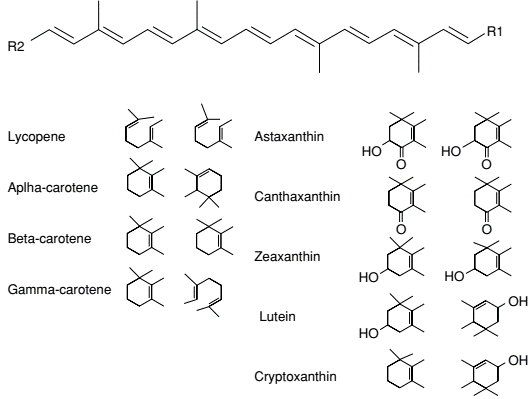 R2
R1
Lycopene
Aplha-carotene
Beta-carotene
Gamma-carotene
Astaxanthin
HO
O
HO
O
Canthaxanthin
O
O
Zeaxanthin
HO
HO
Lutein
HO
OH
Cryptoxanthin
OH